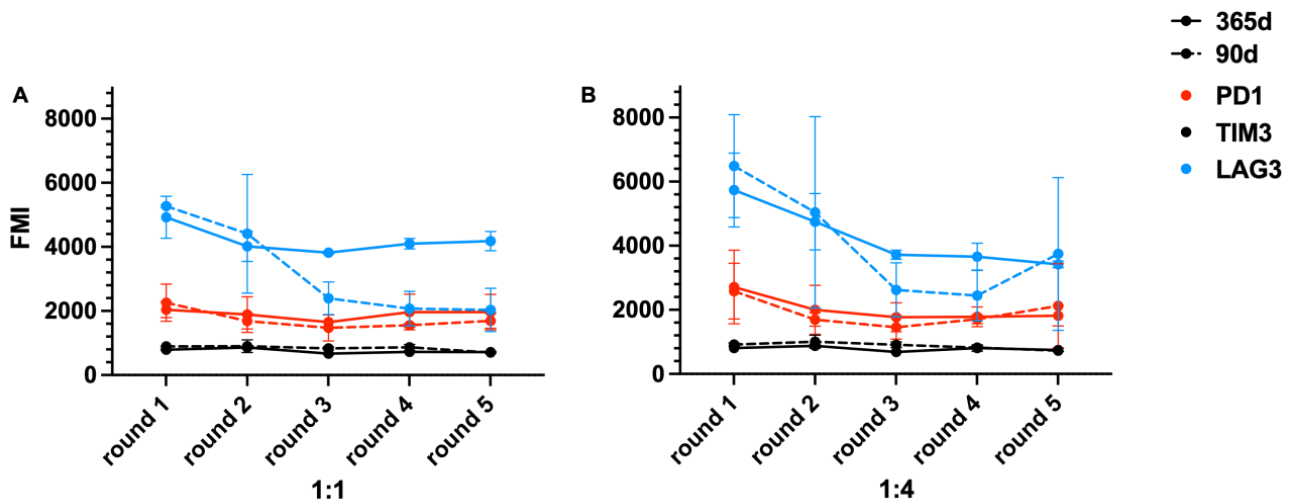 365d
90d
PD1
TIM3
LAG3
A
FMI
8000
6000
4000
2000
0
round 1
round 2
round 3
round 4
round 5
1:1
B
8000
6000
4000
2000
0
round 1
round 2
round 3
round 4
round 5
1:4